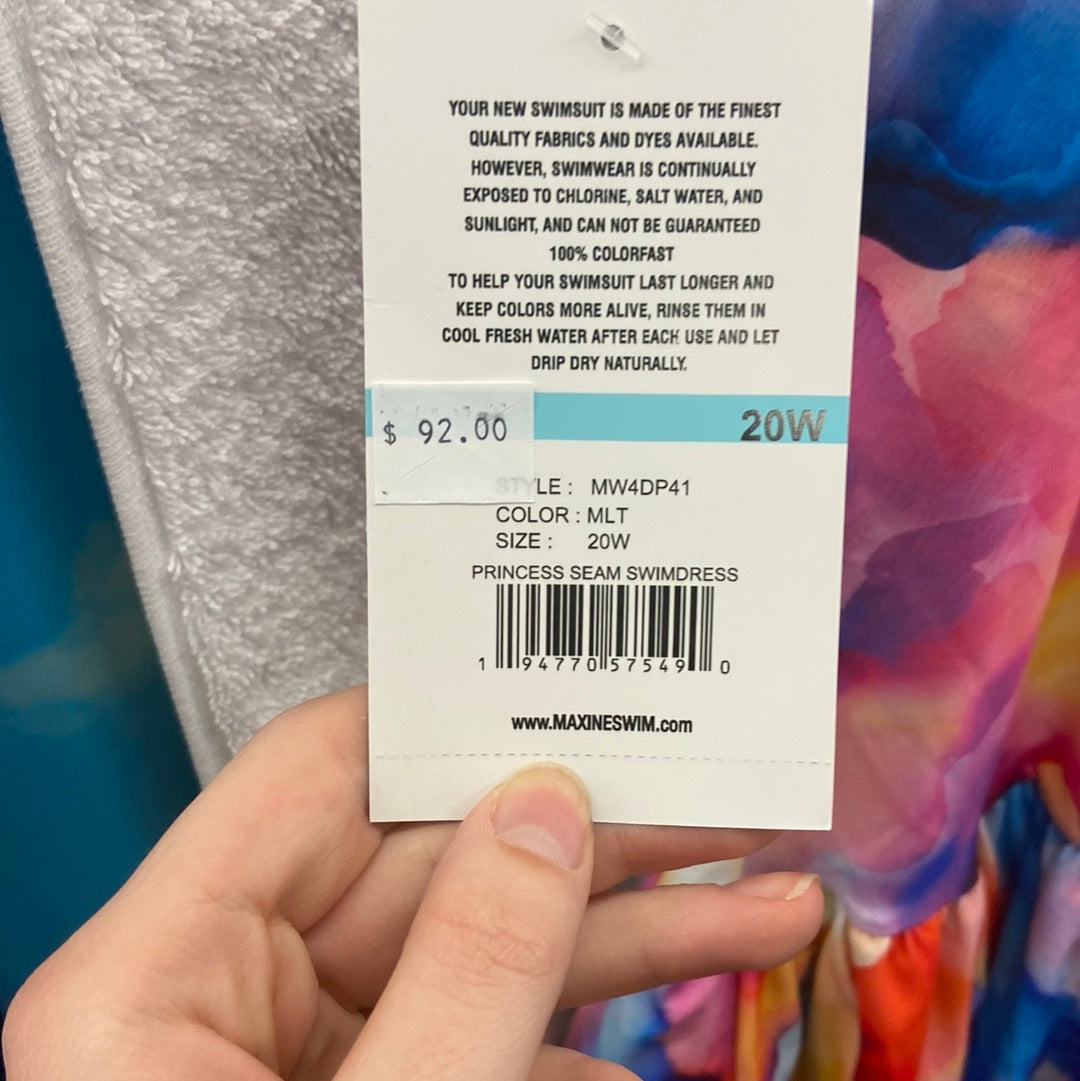 YOUR NEW SWIMSUIT IS MADE OF THE FINEST
QUALITY FABRICS AND DYES AVAILABLE.
HOWEVER, SWIMWEAR IS CONTINUALLY
EXPOSED TO CHLORINE, SALT WATER, AND
SUNLIGHT, AND CAN NOT BE GUARANTEED
100% COLORFAST
TO HELP YOUR SWIMSUIT LAST LONGER AND
KEEP COLORS MORE ALIVE, RINSE THEM IN
COOL FRESH WATER AFTER EACH USE AND LET
DRIP DRY NATURALLY.
$ 92.00
20W
STYLE : MW4DP41
COLOR : MLT
SIZE : 20W
PRINCESS SEAM SWIMDRESS
1 94770 57549 0
www.MAXINESWIM.com